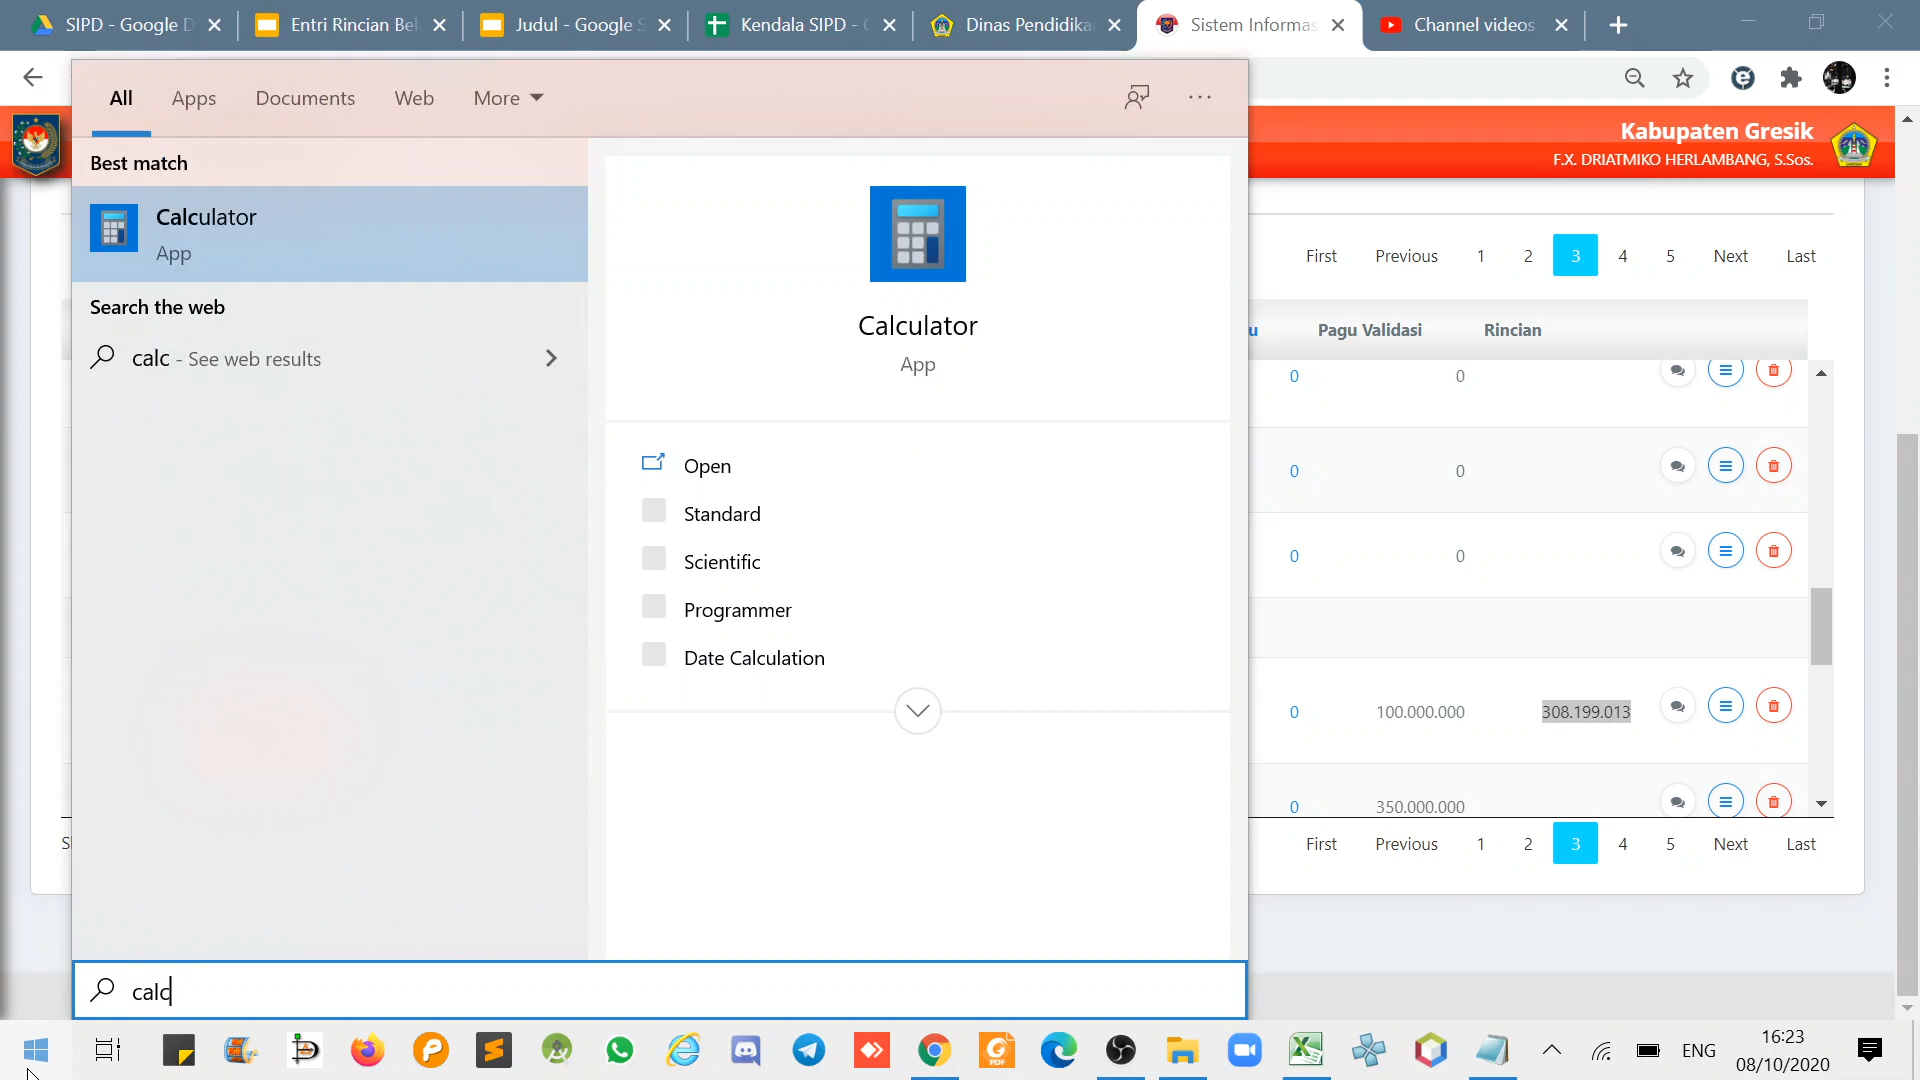 SIPD - Google D
Entri Rincian Bel
Judul - Google S
Kendala SIPD -
Dinas Pendidika
Sistem Informas
Channel videos
All
Apps
Documents
Web
More
Kabupaten Gresik
F.X. DRIATMIKO HERLAMBANG, S.Sos.
Best match
Calculator
App
Search the web
calc - See web results
Calculator
App
Open
Standard
Scientific
Programmer
Date Calculation
First Previous 1 2 3 4 5 Next Last
u Pagu Validasi Rincian
0 0
0 0
0 0
0 100.000.000 308.199.013
0 350.000.000
First Previous 1 2 3 4 5 Next Last
calc
ENG
16:23
08/10/2020